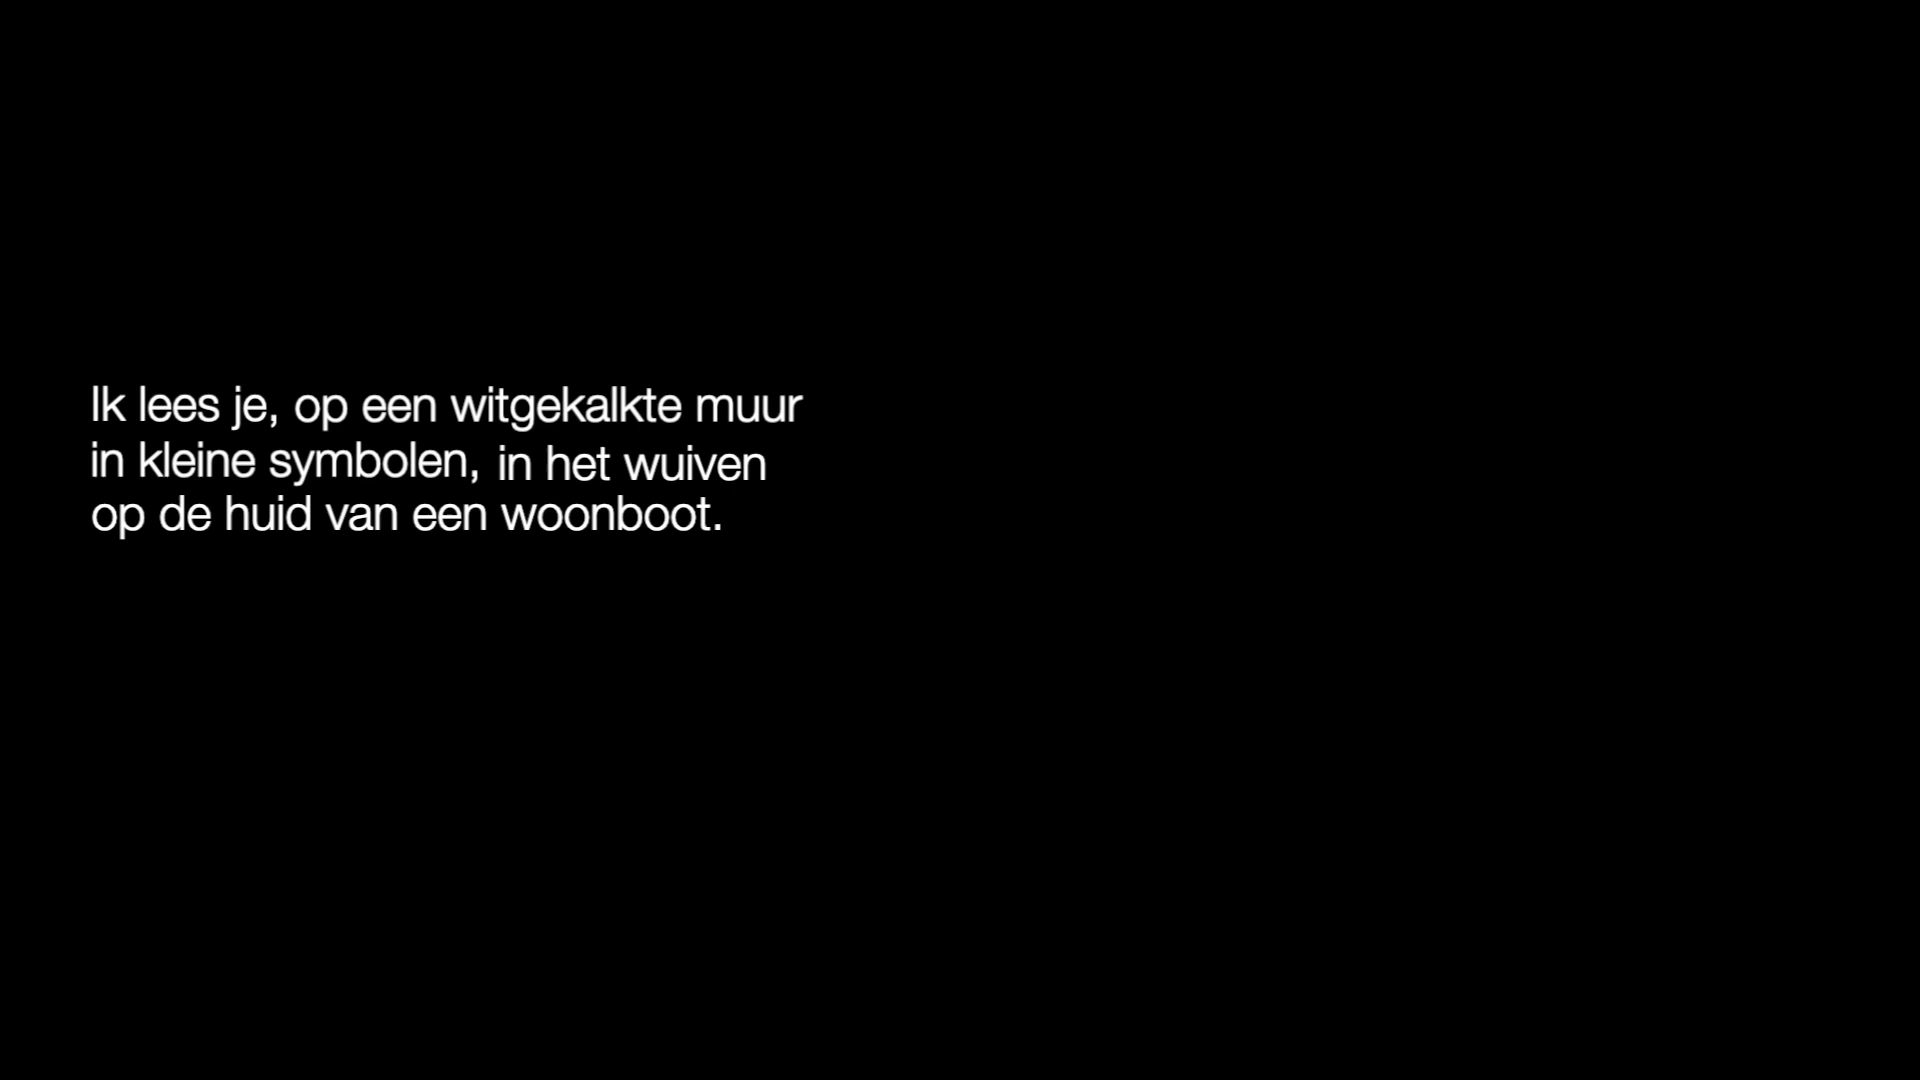 Ik lees je, op een witgekalkte muur
in kleine symbolen, in het wuiven
op de huid van een woonboot.